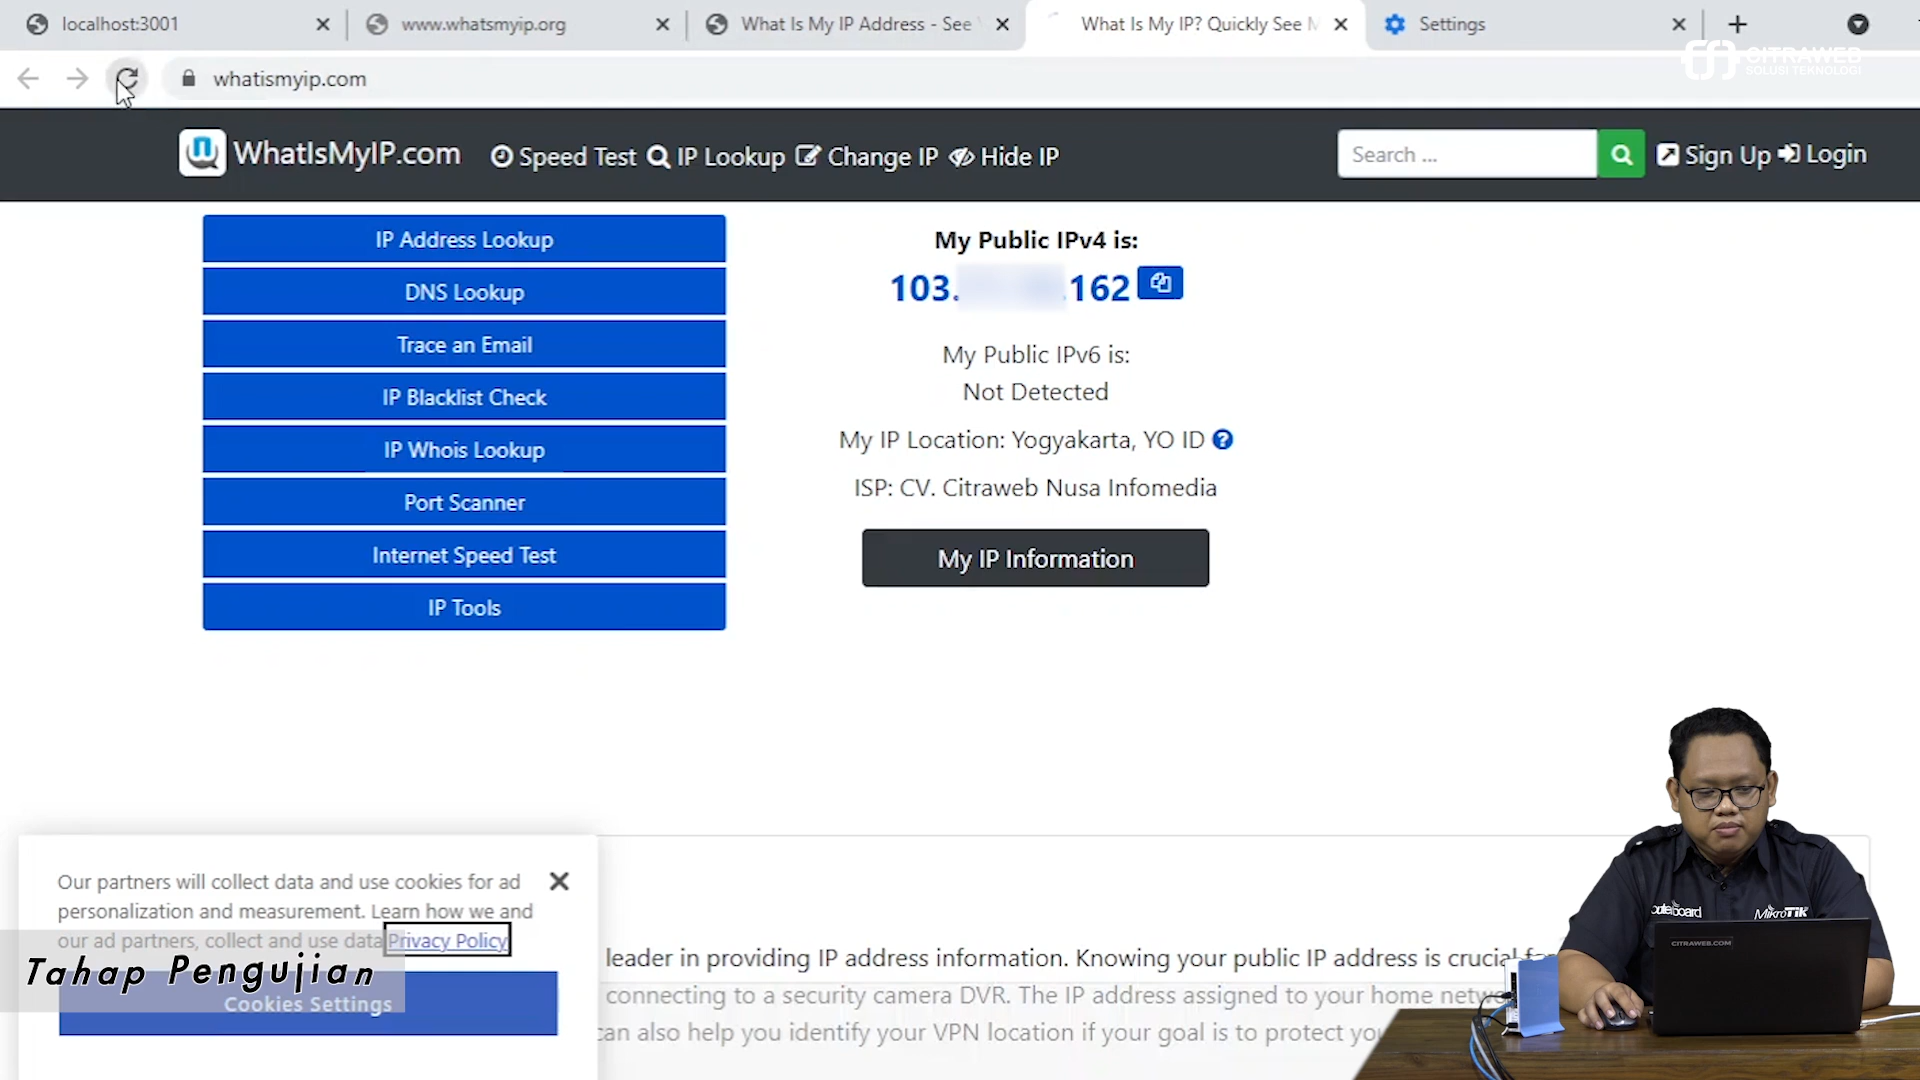 localhost:3001
www.whatsmyip.org
What Is My IP Address - See
What Is My IP? Quickly See M
Settings
CITRAWEB
SOLUSI TEKNOLOGI
whatismyip.com
WhatIsMyIP.com
Speed Test
IP Lookup
Change IP
Hide IP
Search ...
Sign Up
Login
IP Address Lookup
DNS Lookup
Trace an Email
IP Blacklist Check
IP Whois Lookup
Port Scanner
Internet Speed Test
IP Tools
My Public IPv4 is:
103. .162
My Public IPv6 is:
Not Detected
My IP Location: Yogyakarta, YO ID
ISP: CV. Citraweb Nusa Infomedia
My IP Information
Our partners will collect data and use cookies for ad
personalization and measurement. Learn how we and
our ad partners, collect and use data Privacy Policy
Tahap Pengujian
Cookies Settings
leader in providing IP address information. Knowing your public IP address is crucial
connecting to a security camera DVR. The IP address assigned to your home
can also help you identify your VPN location if your goal is to protect
MikroTik
CITRAWEB.COM